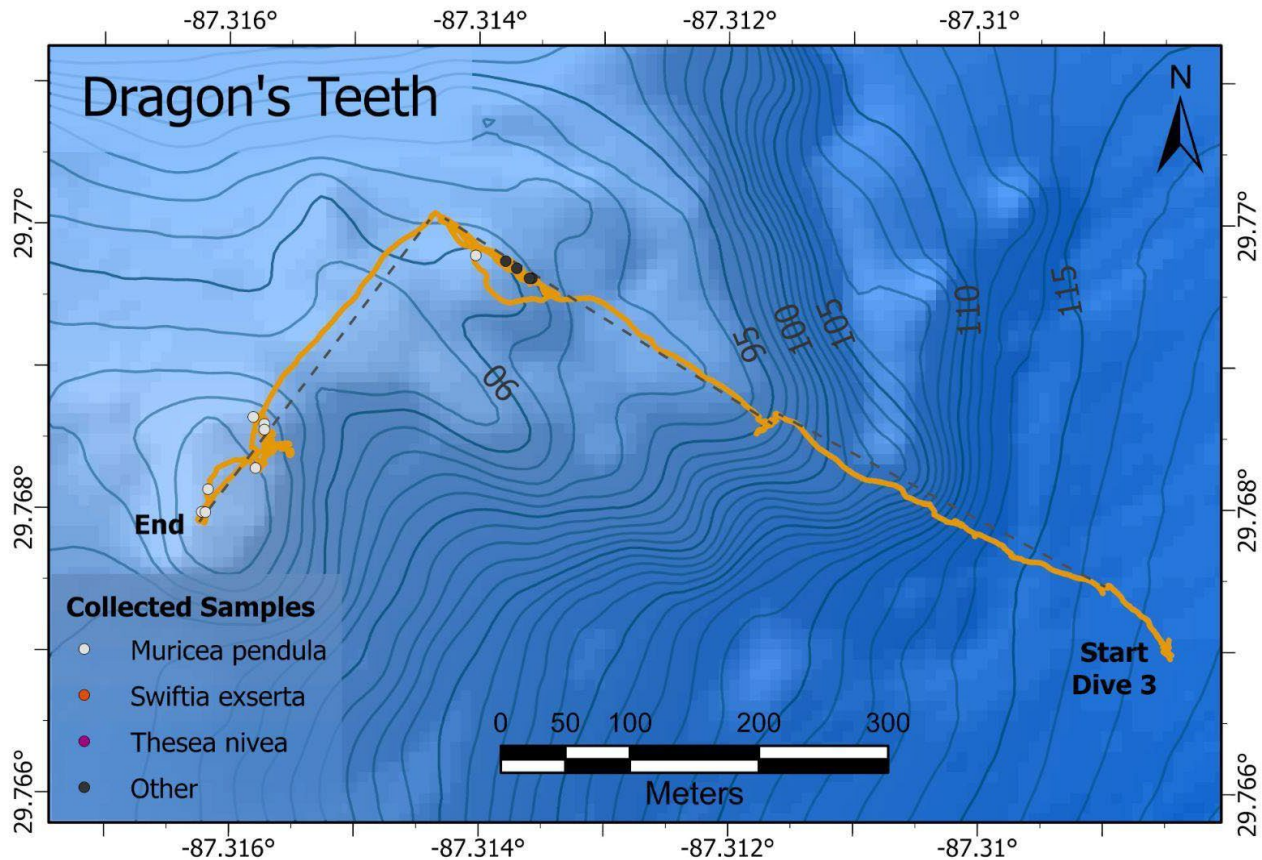 -87.316° -87.314° -87.312° -87.31°
Dragon's Teeth
N
29.77° 29.77°
115
110
105
100
95
90
29.768° 29.768°
End
Start
Dive 3
Collected Samples
Muricea pendula
Swiftia exserta
Thesea nivea
Other
0 50 100 200 300
Meters
29.766° 29.766°
-87.316° -87.314° -87.312° -87.31°